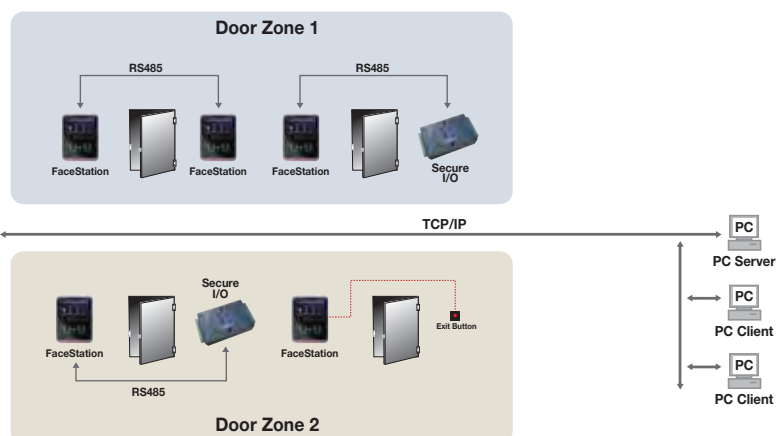 Door Zone 1
RS485
RS485
FaceStation
FaceStation
FaceStation
Secure
I/O
TCP/IP
PC
PC Server
Secure
I/O
PC
PC Client
FaceStation
FaceStation
Exit Button
RS485
PC
PC Client
Door Zone 2